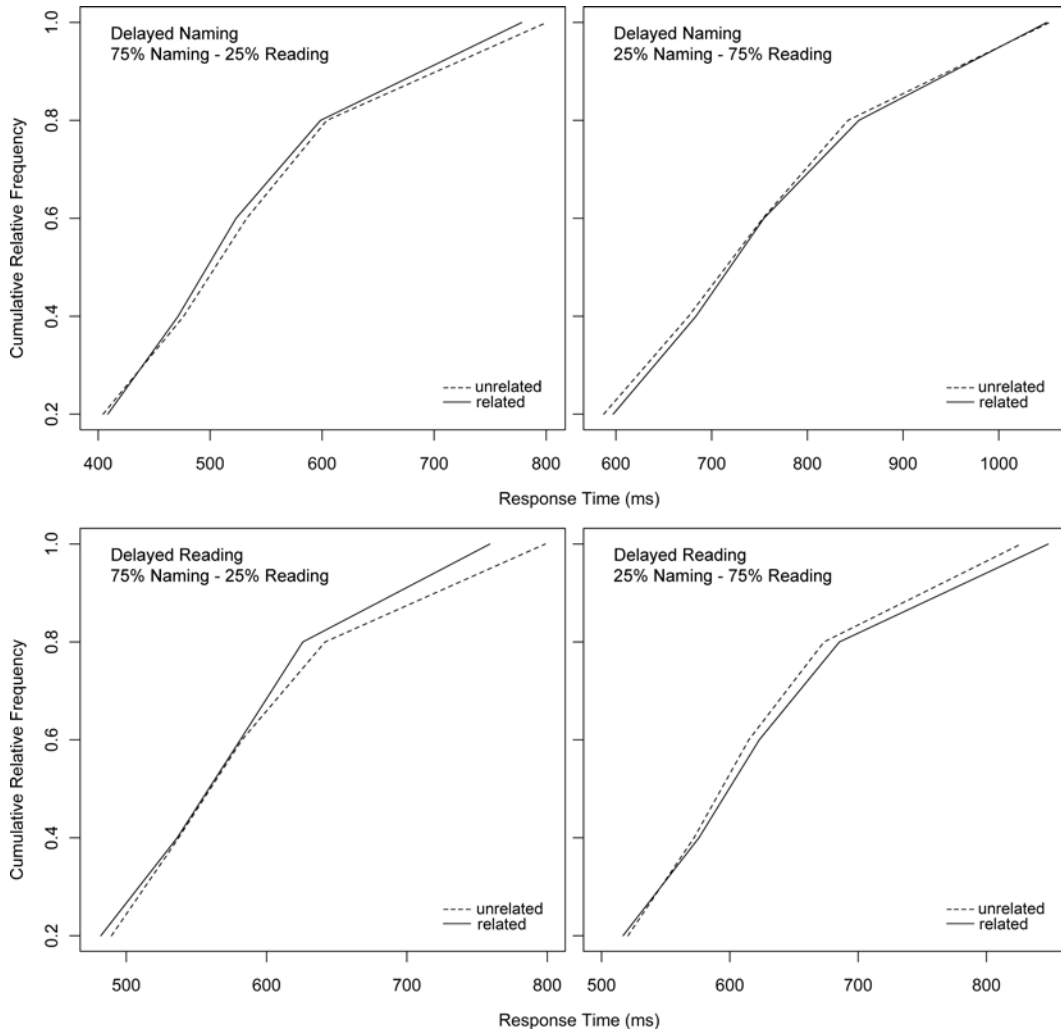 Delayed Naming
75% Naming - 25% Reading
Delayed Naming
25% Naming - 75% Reading
Cumulative Relative Frequency
1.0
0.8
0.6
0.4
0.2
unrelated
related
unrelated
related
400 500 600 700 800
600 700 800 900 1000
Response Time (ms)
Delayed Reading
75% Naming - 25% Reading
Delayed Reading
25% Naming - 75% Reading
Cumulative Relative Frequency
1.0
0.8
0.6
0.4
0.2
unrelated
related
unrelated
related
500 600 700 800
500 600 700 800
Response Time (ms)